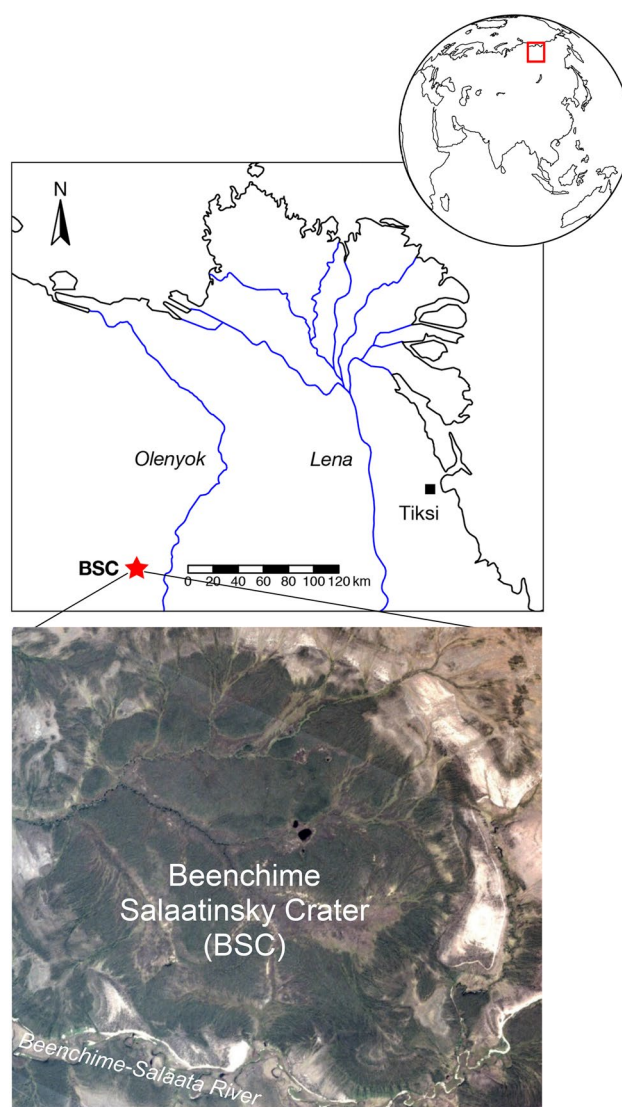 N
Olenyok
Lena
Tiksi
BSC
0 20 40 60 80 100 120 km
Beenchime
Salaatinsky Crater
(BSC)
Beenchime-Salaata River